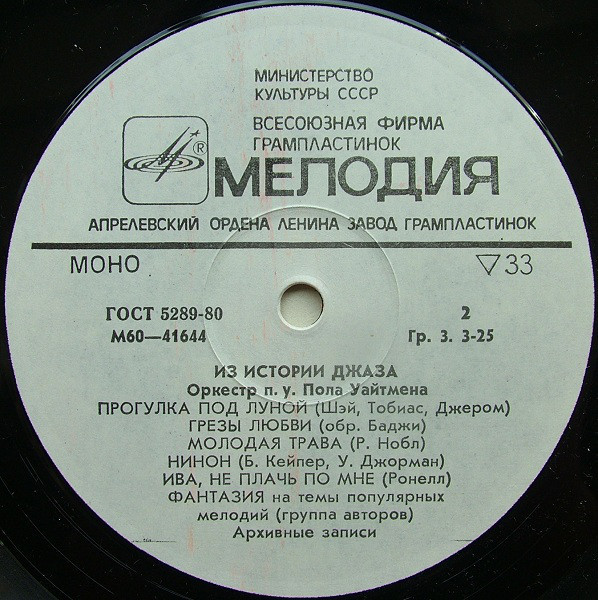 МИНИСТЕРСТВО
КУЛЬТУРЫ СССР
ВСЕСОЮЗНАЯ ФИРМА
ГРАМПЛАСТИНОК
®
МЕЛОДИЯ
АПРЕЛЕВСКИЙ ОРДЕНА ЛЕНИНА ЗАВОД ГРАМПЛАСТИНОК
МОНО ▽33
ГОСТ 5289-80 2
М60—41644 Гр. 3. 3-25
ИЗ ИСТОРИИ ДЖАЗА
Оркестр п. у. Пола Уайтмена
ПРОГУЛКА ПОД ЛУНОЙ (Шэй, Тобиас, Джером)
ГРЕЗЫ ЛЮБВИ (обр. Баджи)
МОЛОДАЯ ТРАВА (Р. Нобл)
НИНОН (Б. Кейпер, У. Джорман)
ИВА, НЕ ПЛАЧЬ ПО МНЕ (Ронелл)
ФАНТАЗИЯ на темы популярных
мелодий (группа авторов)
Архивные записи